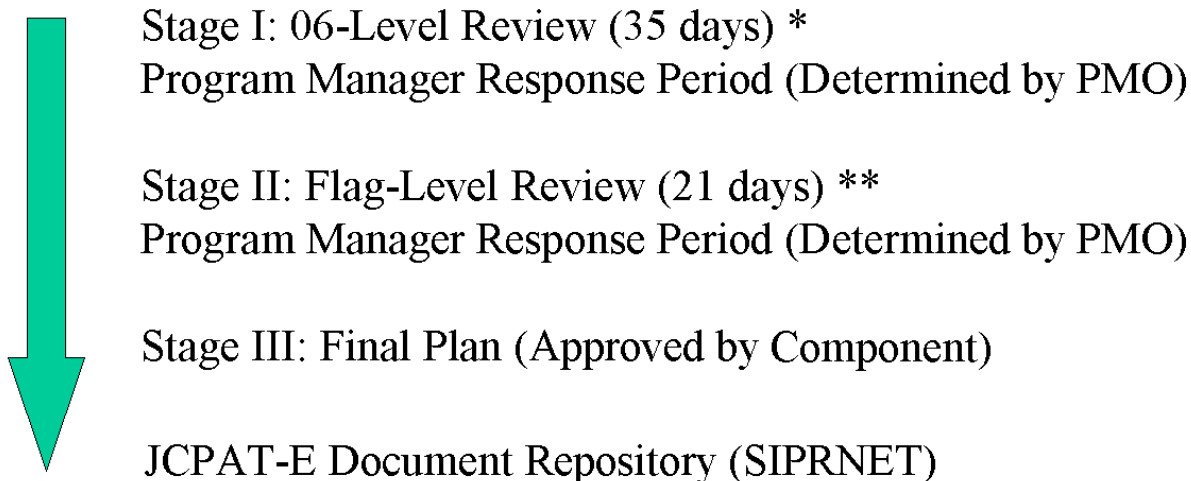 Stage I: 06-Level Review (35 days) *
Program Manager Response Period (Determined by PMO)
Stage II: Flag-Level Review (21 days) **
Program Manager Response Period (Determined by PMO)
Stage III: Final Plan (Approved by Component)
JCPAT-E Document Repository (SIPRNET)